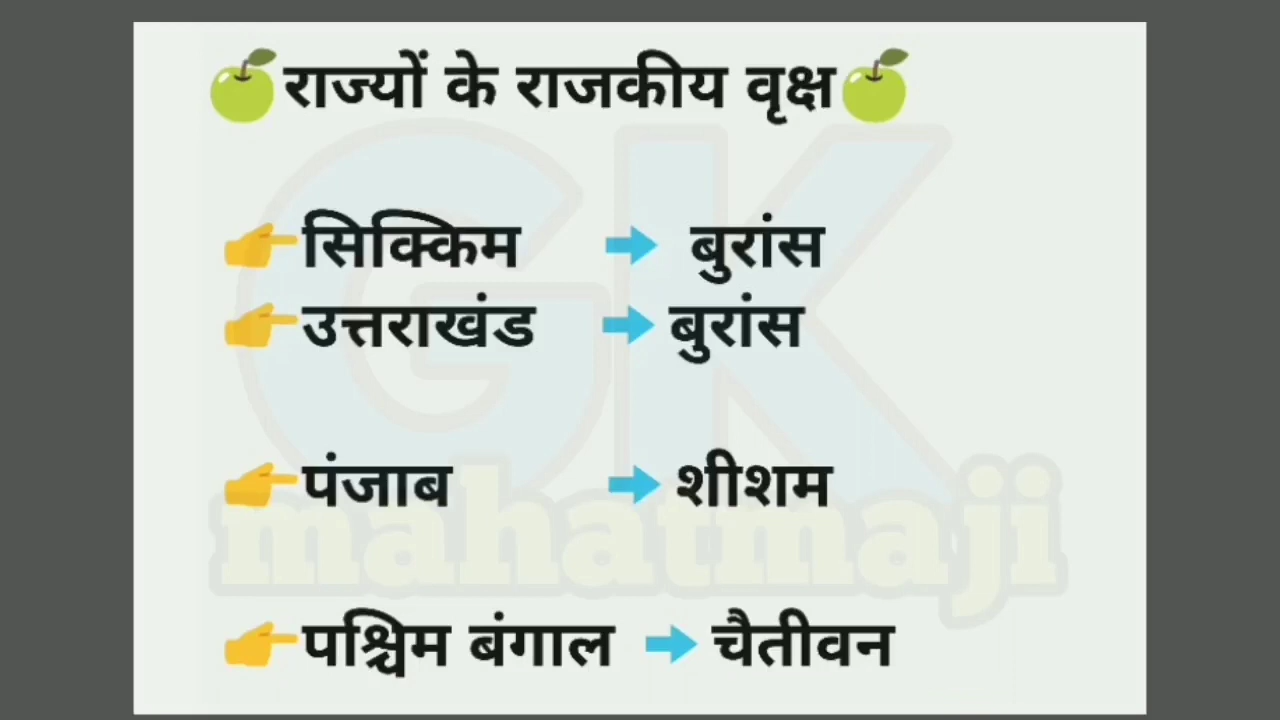 🍏राज्यों के राजकीय वृक्ष🍏
👉सिक्किम ➡ बुरांस
👉उत्तराखंड ➡ बुरांस
👉पंजाब ➡ शीशम
👉पश्चिम बंगाल ➡ चैतीवन
GK
mahatmaji